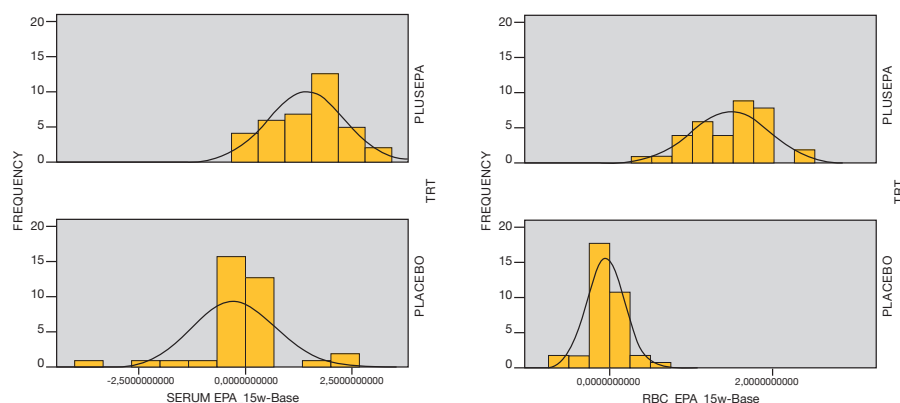 20
15
10
5
0
PLUSEPA
20
15
10
5
0
PLACEBO
FREQUENCY
TRT
-2,5000000000 0,0000000000 2,5000000000
SERUM EPA 15w-Base
20
15
10
5
0
PLUSEPA
20
15
10
5
0
PLACEBO
FREQUENCY
TRT
0,0000000000 2,0000000000
RBC EPA 15w-Base